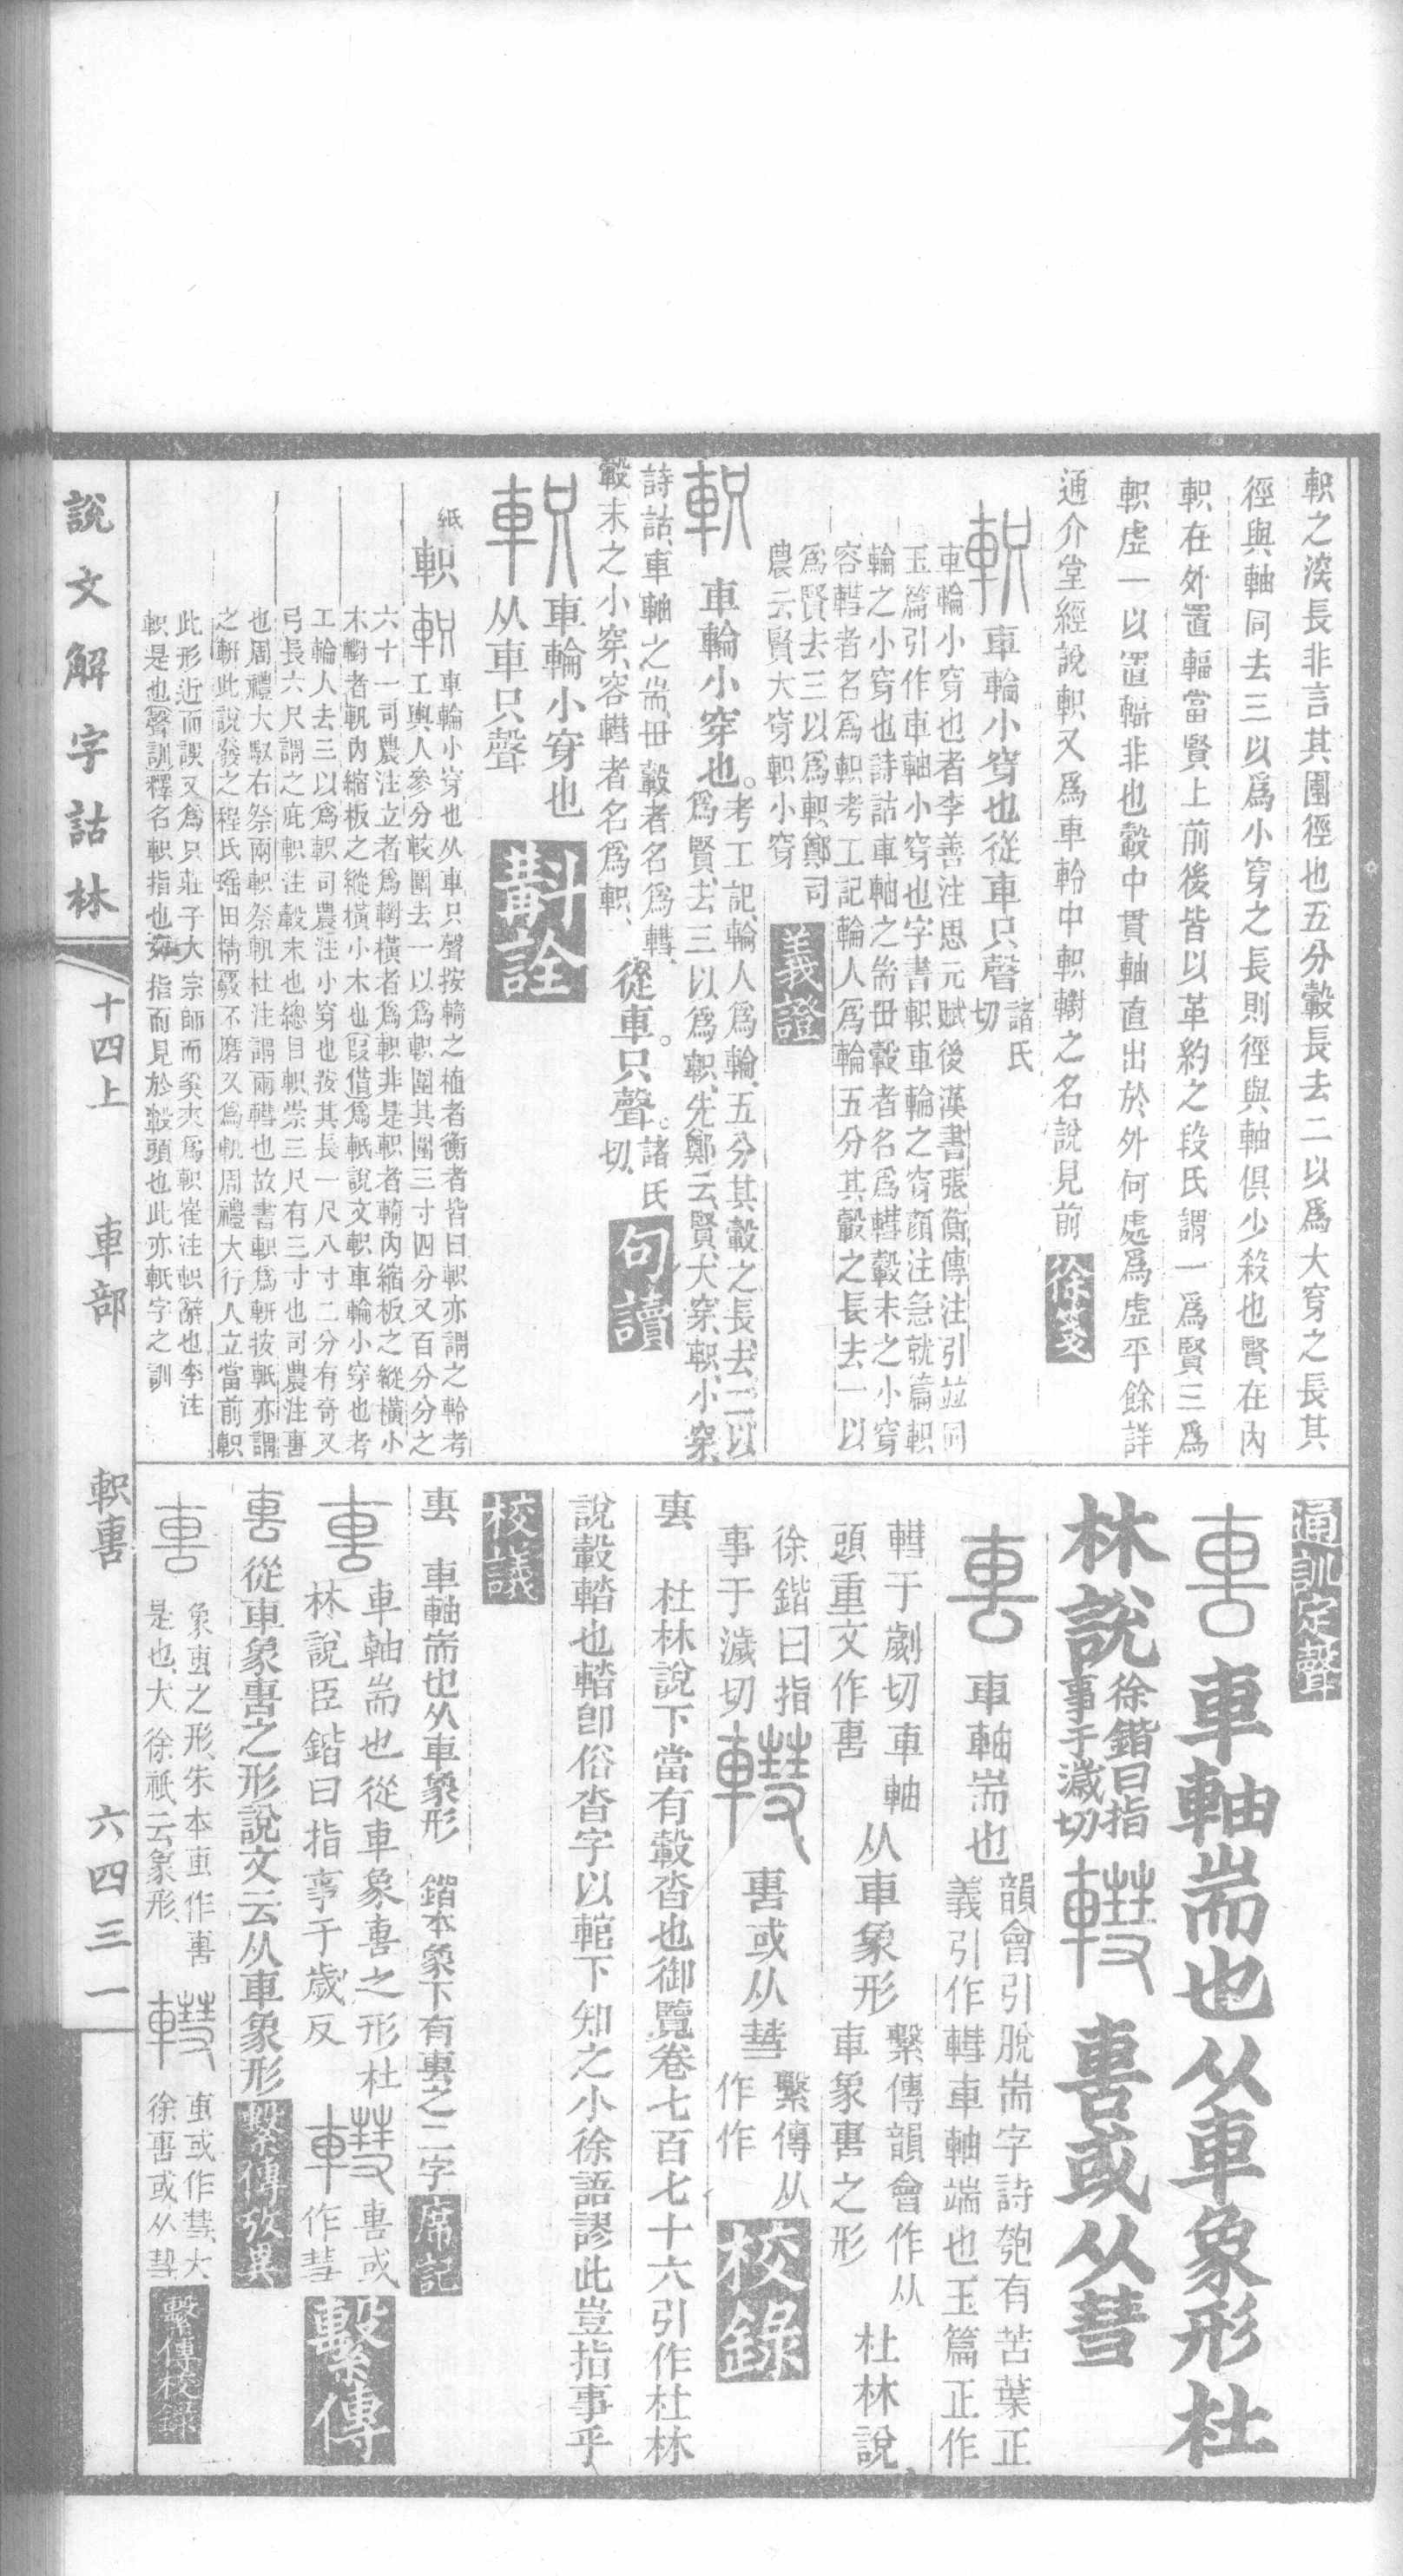 軹之淺長非言其圍徑也五分轂長去二以爲大穿之長其
徑與軸同去三以爲小穿之長則徑與軸俱少殺也賢在內
軹在外置輻當賢上前後皆以革約之段氏謂一爲賢三爲
軹虛一以置輻非也轂中貫軸直出於外何處爲虛乎餘詳
通介堂經說軹又爲車軨中軹轛之名說見前 徐箋
軹 車輪小穿也從車只聲 諸氏切
車輪小穿也者李善注思元賦後漢書張衡傳注引竝同
玉篇引作車軸小穿也字書軹車輪之穿顏注急就篇軹
輪之小穿也詩詁車軸之耑毌轂者名爲轊轂末之小穿
容轊者名爲軹考工記輪人爲輪五分其轂之長去一以
爲賢去三以爲軹鄭司
農云賢大穿軹小穿 義證
軹 車輪小穿也。考工記、輪人爲輪、五分其轂之長、去二以
爲賢、去三以爲軹、先鄭云、賢、大穿、軹、小穿、
詩詁、車軸之耑、毌轂者名爲轊、
轂末之小穿、容轊者名爲軹、 從車。只聲。諸氏切、 句讀
軹 車輪小穿也
从車只聲 斠詮
紙 軹 軹 車輪小穿也从車只聲按輢之植者衡者皆曰軹亦謂之軨考
工輿人參分較圍去一以爲軹圍其圍三寸四分又百分分之
六十一司農注立者爲轛橫者爲軹非是軹者輢內縮板之縱橫小
木轛者軓內縮板之縱橫小木也叚借爲軧說文軹車輪小穿也考
工輪人去三以爲軹司農注小穿也按其長一尺八寸二分有奇又
弓長六尺謂之庇軹注轂末也總目軹崇三尺有三寸也司農注軎
也周禮大馭右祭兩軹祭軓杜注謂兩轊也故書軹爲軝按軝亦謂
之軝此說發之程氏瑤田精覈不磨又爲軓周禮大行人立當前軹
此形近而誤又爲只莊子大宗師而奚來爲軹崔注軹辭也李注
軹是也聲訓釋名軹指也如指而見於轂頭也此亦軝字之訓
通訓定聲
軎 車軸耑也从車象形杜
林說 徐鍇曰指事于濊切 轊 軎或从彗
軎 車軸耑也 韻會引脫耑字詩匏有苦葉正
義引作轊車軸端也玉篇正作
轊于劌切車軸
頭重文作軎 从車象形 繫傳韻會作从
車象軎之形 杜林說
徐鍇曰指
事于濊切 轊 軎或从彗 繫傳从
作作 校錄
軎 杜林說下當有轂沓也御覽卷七百七十六引作杜林
說轂䡡也䡡即俗沓字以輨下知之小徐語謬此豈指事乎
校議
軎 車軸耑也从車象形 鍇本象下有軎之二字 席記
軎 車軸耑也從車象軎之形杜
林說臣鍇曰指事于歲反 轊 軎或
作彗 繫傳
軎 從車象軎之形說文云从車象形 繫傳攷異
軎 象軎之形、朱本軎作軎
是也、大徐祇云象形、 轊 軎或作彗、大
徐軎或从彗 繫傳校錄
說文解字詁林 十四上 車部 軹軎 六四三一